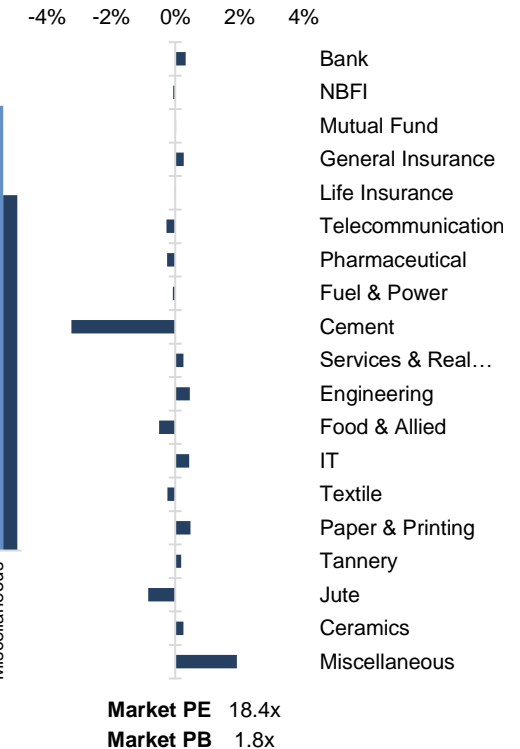 -4% -2% 0% 2% 4%
Bank
NBFI
Mutual Fund
General Insurance
Life Insurance
Telecommunication
Pharmaceutical
Fuel & Power
Cement
Services & Real…
Engineering
Food & Allied
IT
Textile
Paper & Printing
Tannery
Jute
Ceramics
Miscellaneous
Market PE 18.4x
Market PB 1.8x